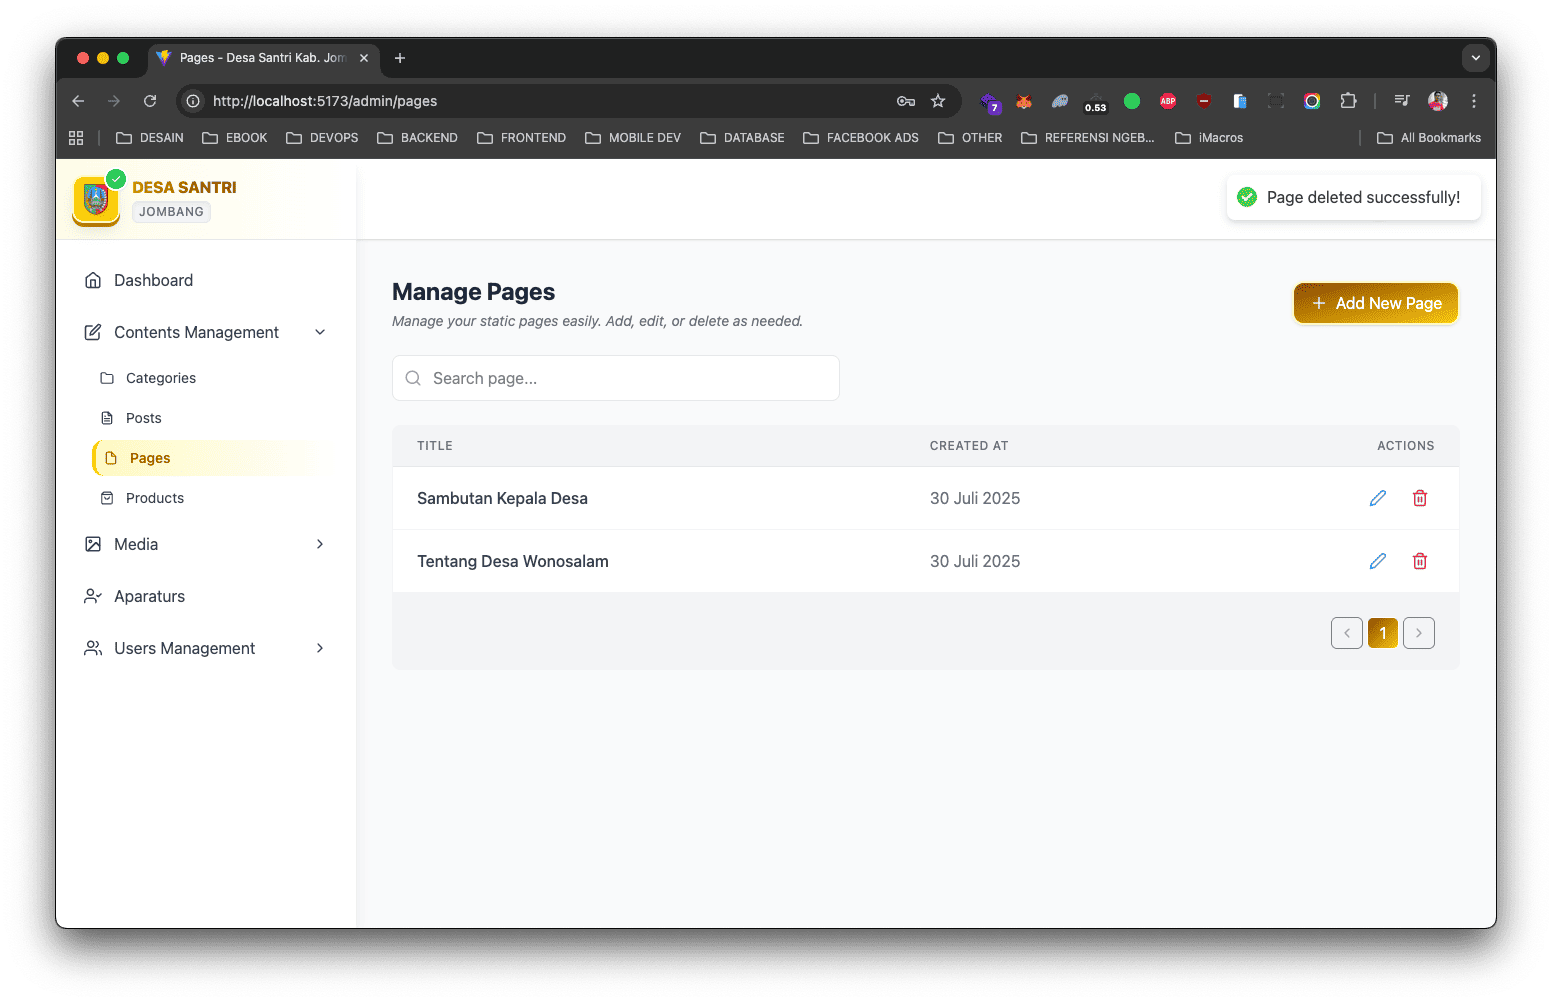 Pages - Desa Santri Kab. Jom
http://localhost:5173/admin/pages
7
0.53
ABP
DESAIN
EBOOK
DEVOPS
BACKEND
FRONTEND
MOBILE DEV
DATABASE
FACEBOOK ADS
OTHER
REFERENSI NGEB...
iMacros
All Bookmarks
DESA SANTRI
JOMBANG
Page deleted successfully!
Dashboard
Contents Management
Categories
Posts
Pages
Products
Media
Aparaturs
Users Management
Manage Pages
Manage your static pages easily. Add, edit, or delete as needed.
Add New Page
Search page...
TITLE CREATED AT ACTIONS
Sambutan Kepala Desa 30 Juli 2025
Tentang Desa Wonosalam 30 Juli 2025
1